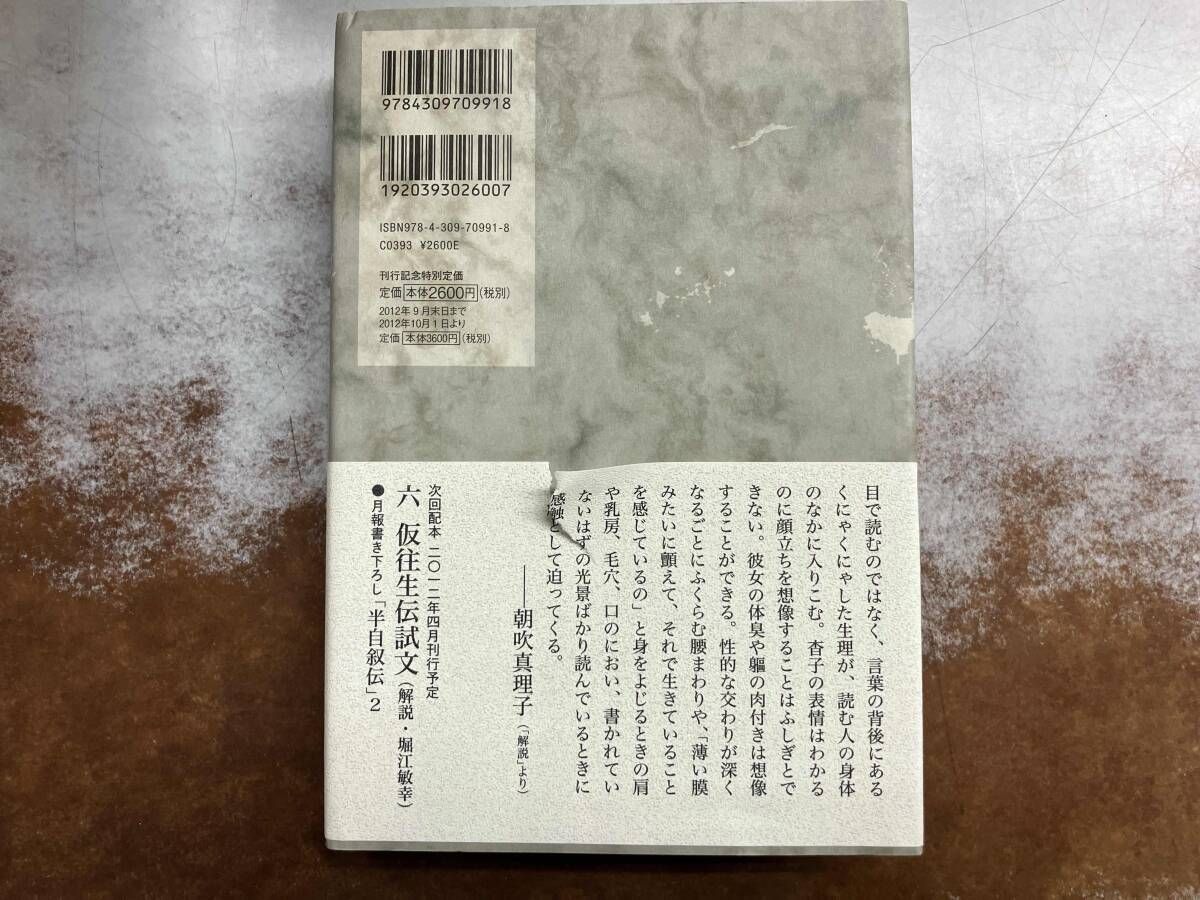 9784309709918
1920393026007
ISBN978-4-309-70991-8
C0393 ¥2600E
刊行記念特別定価
定価 本体2600円 (税別)
2012年9月末日まで
2012年10月1日より
定価 本体3600円 (税別)
目で読むのではなく、言葉の背後にある
くにゃくにゃした生理が、読む人の身体
のなかに入りこむ。杳子の表情はわかる
のに顔立ちを想像することはふしぎとで
きない。彼女の体臭や軀の肉付きは想像
することができる。性的な交わりが深く
なるごとにふくらむ腰まわりや、「薄い膜
みたいに顫えて、それで生きていること
を感じているの」と身をよじるときの肩
や乳房、毛穴、口のにおい、書かれてい
ないはずの光景ばかり読んでいるときに
感触として迫ってくる。
――朝吹真理子(「解説」より)
次回配本 二〇一二年四月刊行予定
六 仮往生伝試文(解説・堀江敏幸)
●月報書き下ろし「半自叙伝」2